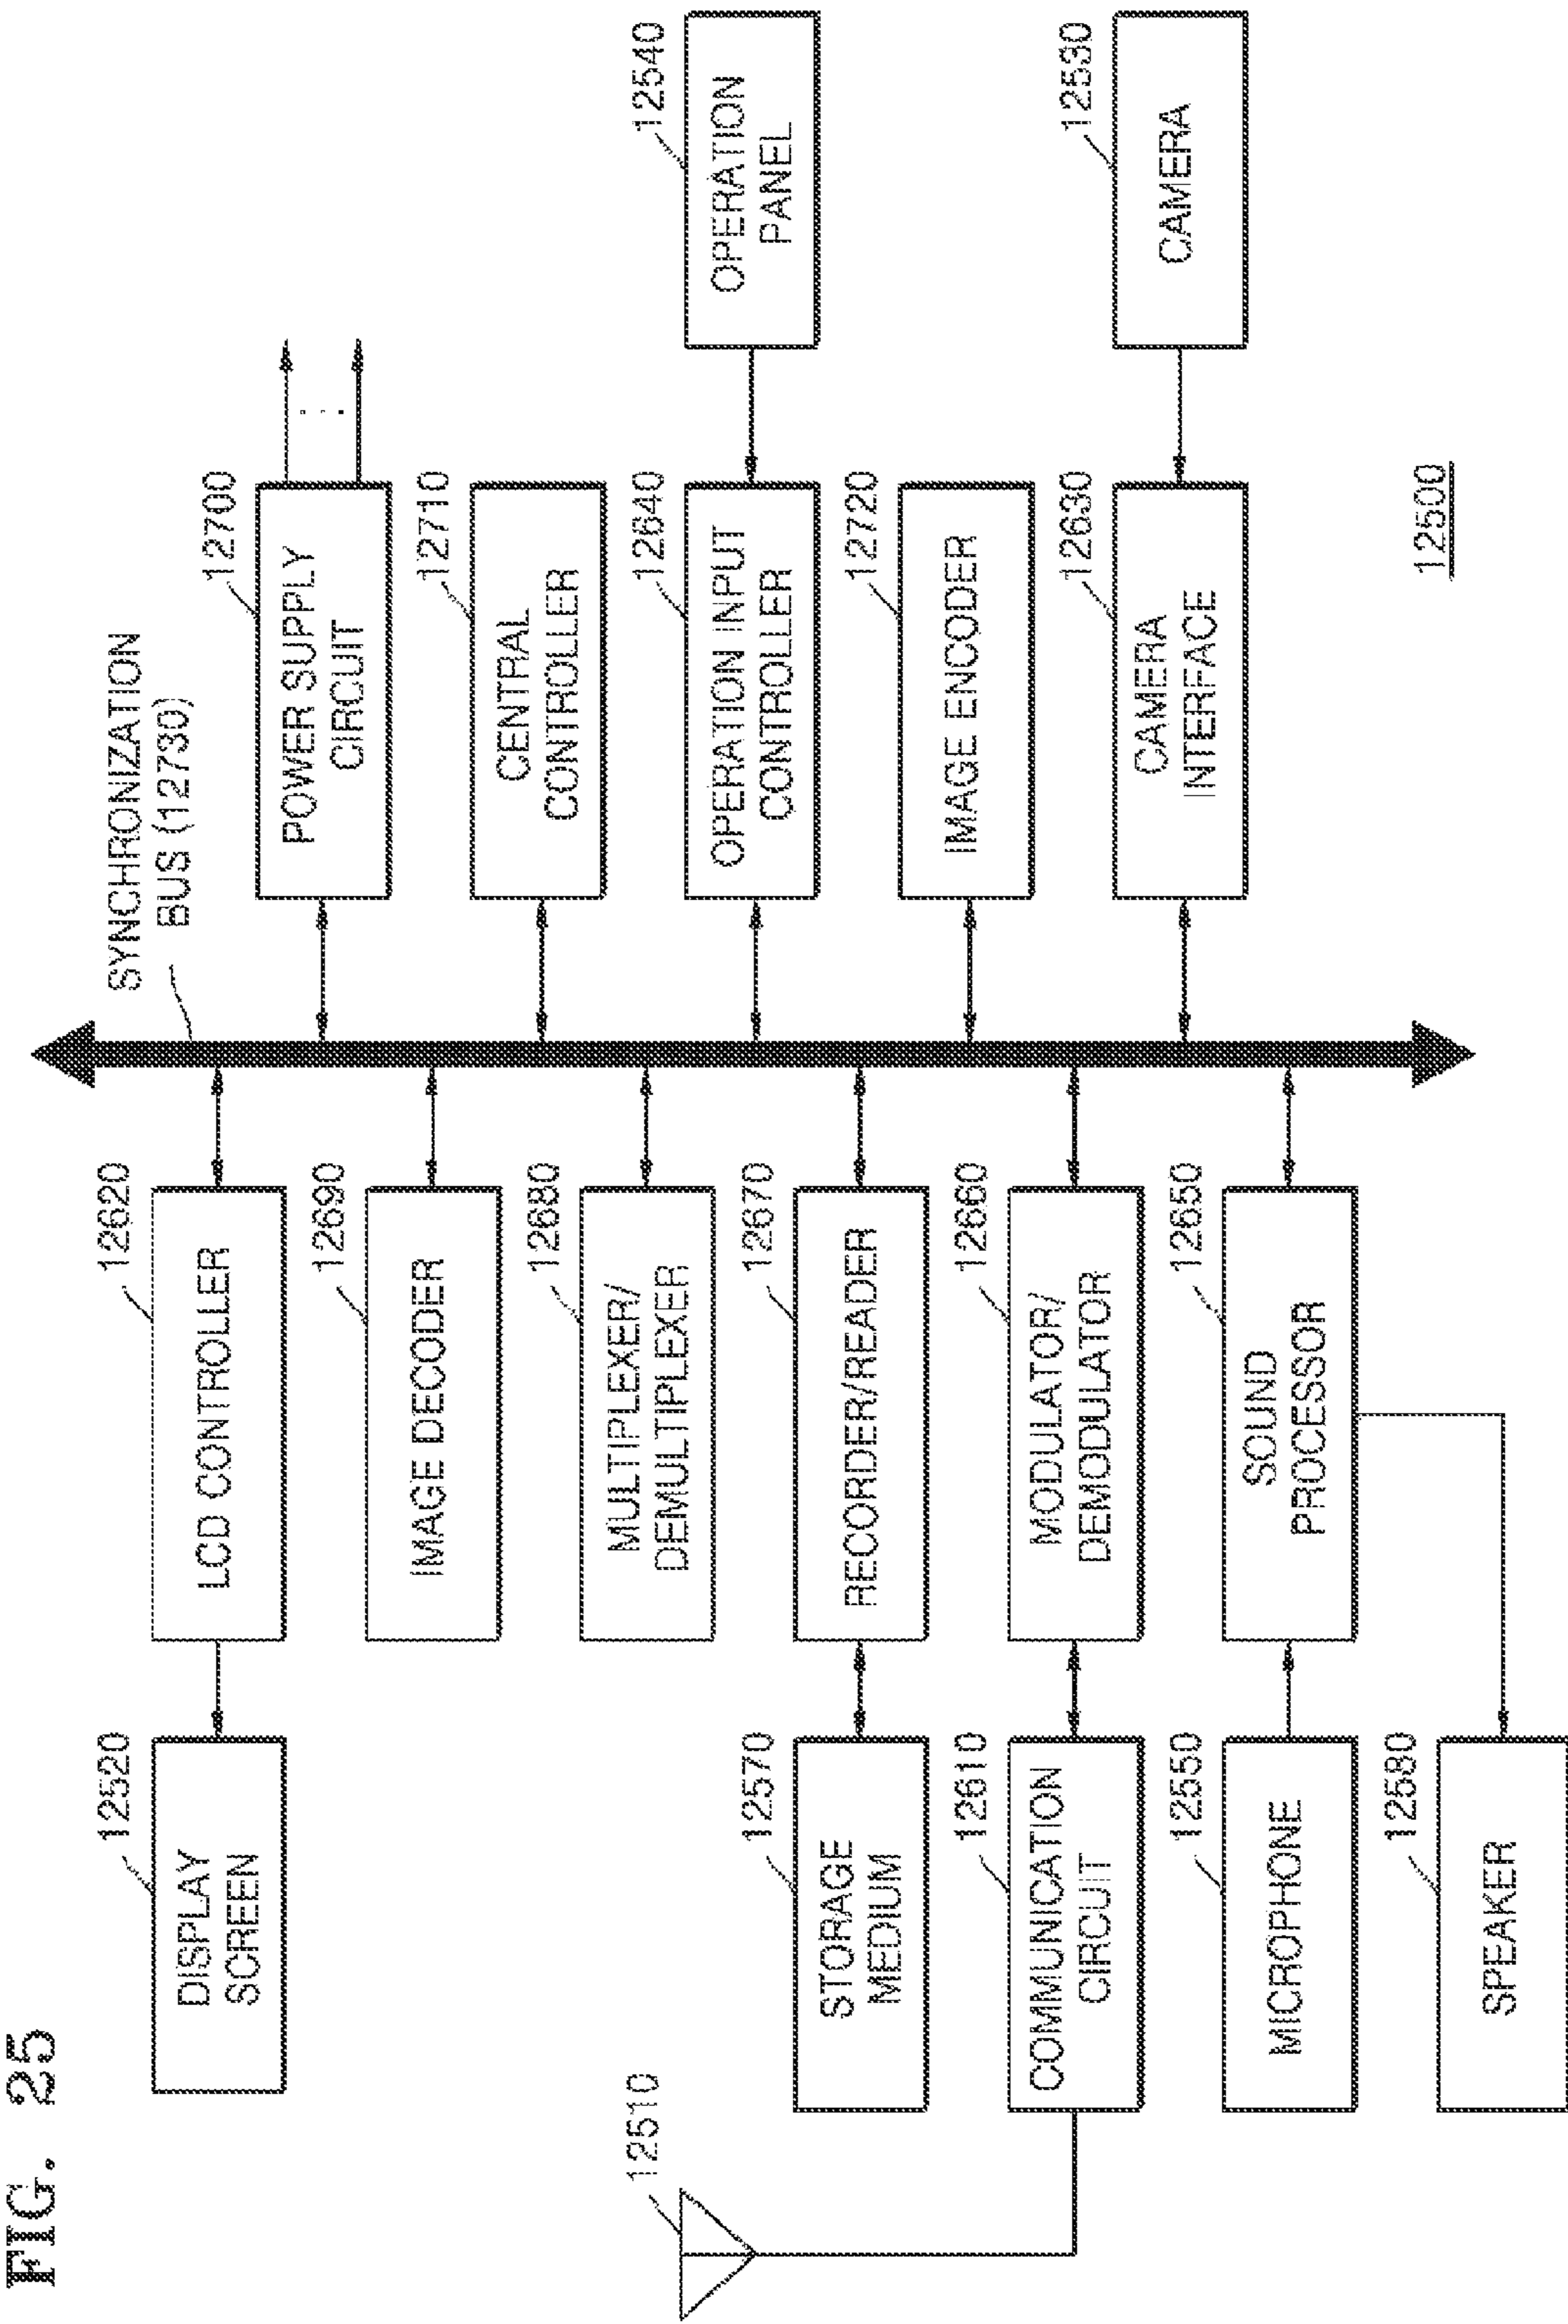 FIG. 25
12510
12520
DISPLAY
SCREEN
12570
STORAGE
MEDIUM
12610
COMMUNICATION
CIRCUIT
12550
MICROPHONE
12580
SPEAKER
12620
LCD CONTROLLER
12690
IMAGE DECODER
12680
MULTIPLEXER/
DEMULTIPLEXER
12670
RECORDER/READER
12660
MODULATOR/
DEMODULATOR
12650
SOUND
PROCESSOR
SYNCHRONIZATION
BUS (12730)
12700
POWER SUPPLY
CIRCUIT
12710
CENTRAL
CONTROLLER
12640
OPERATION INPUT
CONTROLLER
12720
IMAGE ENCODER
12630
CAMERA
INTERFACE
12540
OPERATION
PANEL
12530
CAMERA
12500